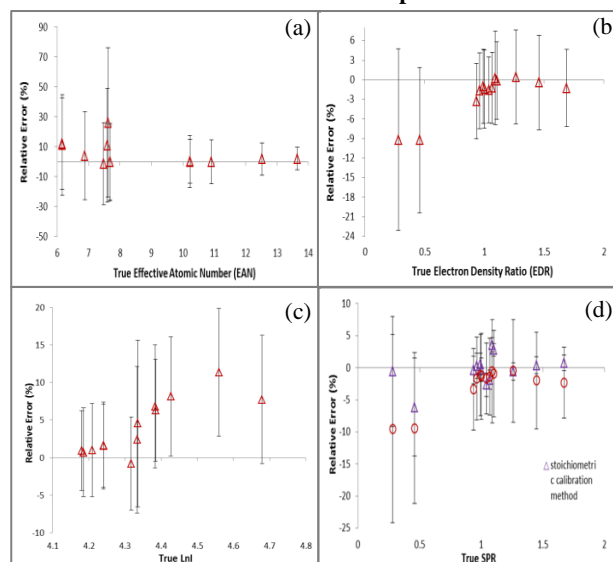 (a)
Relative Error (%)
90
70
50
30
10
-10
-30
-50
6 7 8 9 10 11 12 13 14
True Effective Atomic Number (EAN)
(b)
Relative Error (%)
9
6
3
0
-3
-6
-9
-12
-15
-18
-21
-24
0 0.5 1 1.5 2
True Electron Density Ratio (EDR)
(c)
Relative Error (%)
20
15
10
5
0
-5
-10
4.1 4.2 4.3 4.4 4.5 4.6 4.7 4.8
True LnI
(d)
Relative Error (%)
10
5
0
-5
-10
-15
-20
-25
0 0.5 1 1.5 2
True SPR
stoichiometri
c calibration
method